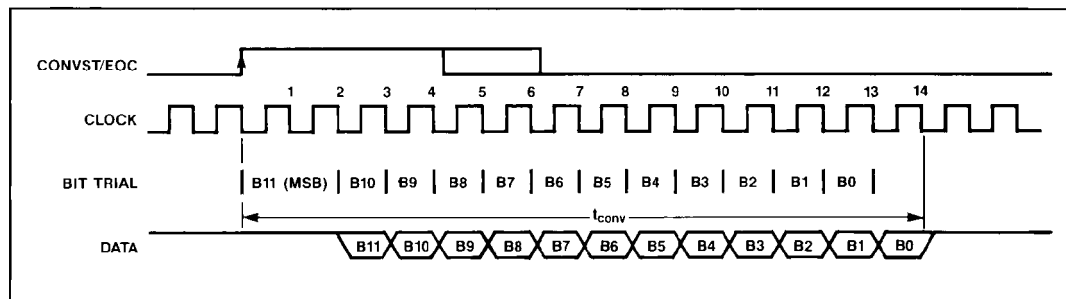 CONVST/EOC
1 2 3 4 5 6 7 8 9 10 11 12 13 14
CLOCK
BIT TRIAL B11 (MSB) B10 B9 B8 B7 B6 B5 B4 B3 B2 B1 B0
tconv
DATA B11 B10 B9 B8 B7 B6 B5 B4 B3 B2 B1 B0